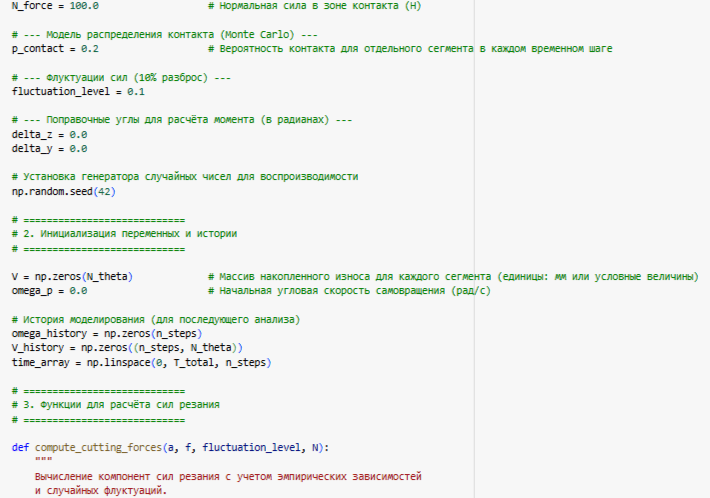 N_force = 100.0 # Нормальная сила в зоне контакта (Н)
# --- Модель распределения контакта (Monte Carlo) ---
p_contact = 0.2 # Вероятность контакта для отдельного сегмента в каждом временном шаге
# --- Флуктуации сил (10% разброс) ---
fluctuation_level = 0.1
# --- Поправочные углы для расчёта момента (в радианах) ---
delta_z = 0.0
delta_y = 0.0
# Установка генератора случайных чисел для воспроизводимости
np.random.seed(42)
# ============================
# 2. Инициализация переменных и истории
# ============================
V = np.zeros(N_theta) # Массив накопленного износа для каждого сегмента (единицы: мм или условные величины)
omega_p = 0.0 # Начальная угловая скорость самовращения (рад/с)
# История моделирования (для последующего анализа)
omega_history = np.zeros(n_steps)
V_history = np.zeros((n_steps, N_theta))
time_array = np.linspace(0, T_total, n_steps)
# ============================
# 3. Функции для расчёта сил резания
# ============================
def compute_cutting_forces(a, f, fluctuation_level, N):
"""
Вычисление компонент сил резания с учетом эмпирических зависимостей
и случайных флуктуаций.